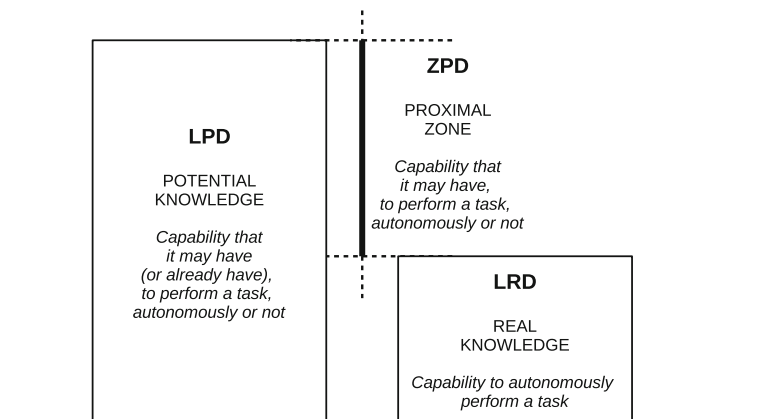 LPD
POTENTIAL
KNOWLEDGE
Capability that
it may have
(or already have),
to perform a task,
autonomously or not
ZPD
PROXIMAL
ZONE
Capability that
it may have,
to perform a task,
autonomously or not
LRD
REAL
KNOWLEDGE
Capability to autonomously
perform a task